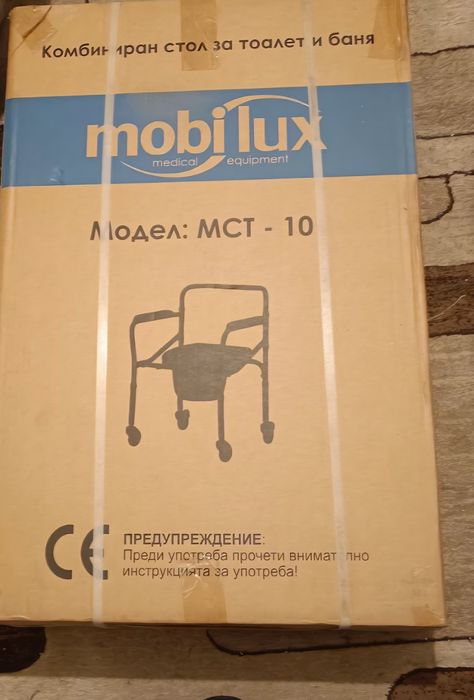 Комбиниран стол за тоалет и баня
mobilux
medical equipment
Модел: МСТ - 10
CE
ПРЕДУПРЕЖДЕНИЕ:
Преди употреба прочети внимателно
инструкцията за употреба!